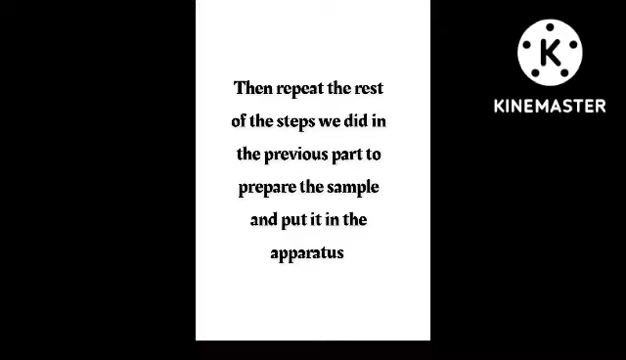 Then repeat the rest
of the steps we did in
the previous part to
prepare the sample
and put it in the
apparatus
K
KINEMASTER